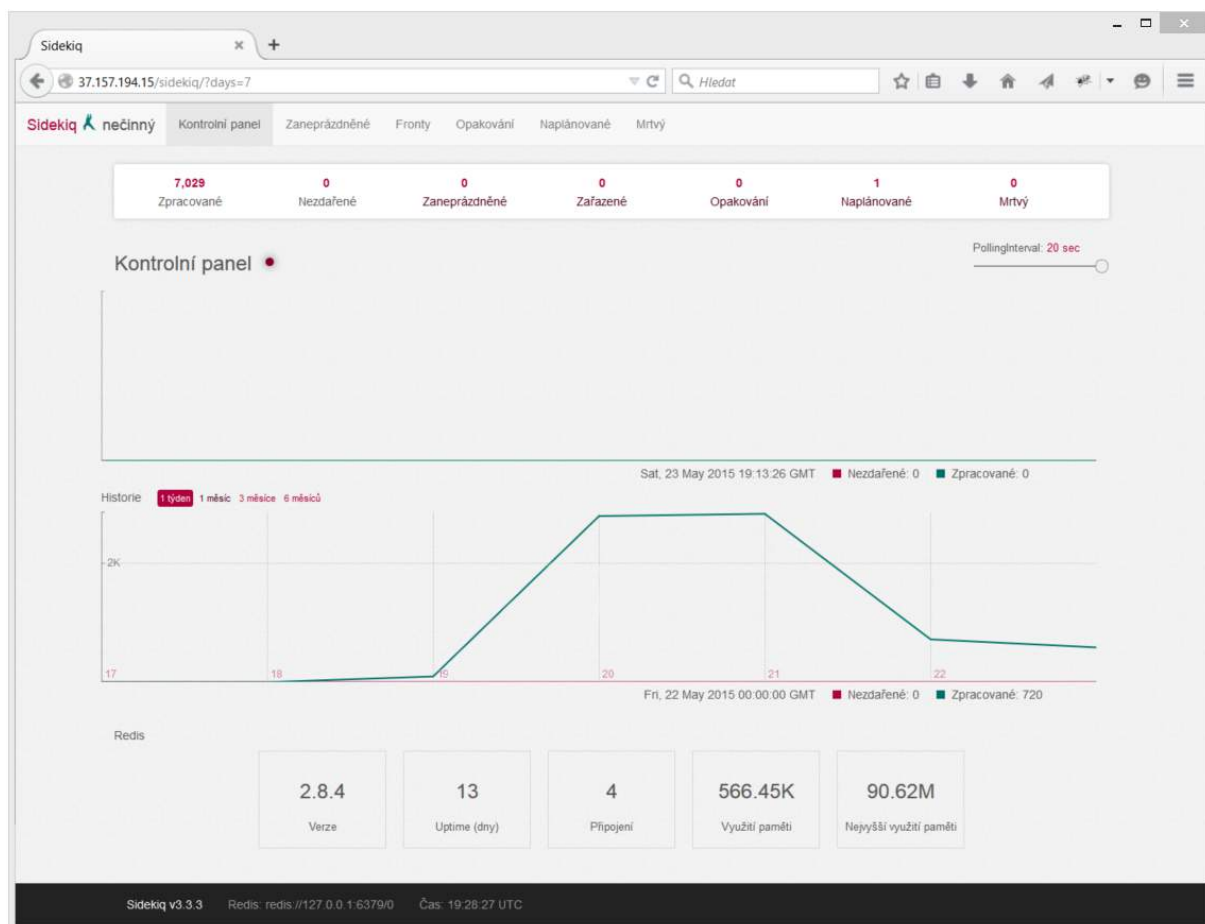 Sidekiq
37.157.194.15/sidekiq/?days=7
Hledat
Sidekiq nečinný Kontrolní panel Zaneprázdněné Fronty Opakování Naplánované Mrtvý
7,029 0 0 0 0 1 0
Zpracované Nezdařené Zaneprázdněné Zařazené Opakování Naplánované Mrtvý
Kontrolní panel
PollingInterval: 20 sec
Sat, 23 May 2015 19:13:26 GMT Nezdařené: 0 Zpracované: 0
Historie 1 týden 1 měsíc 3 měsíce 6 měsíců
2K
17 18 19 20 21 22
Fri, 22 May 2015 00:00:00 GMT Nezdařené: 0 Zpracované: 720
Redis
2.8.4 13 4 566.45K 90.62M
Verze Uptime (dny) Připojení Využití paměti Nejvyšší využití paměti
Sidekiq v3.3.3 Redis: redis://127.0.0.1:6379/0 Čas: 19:28:27 UTC